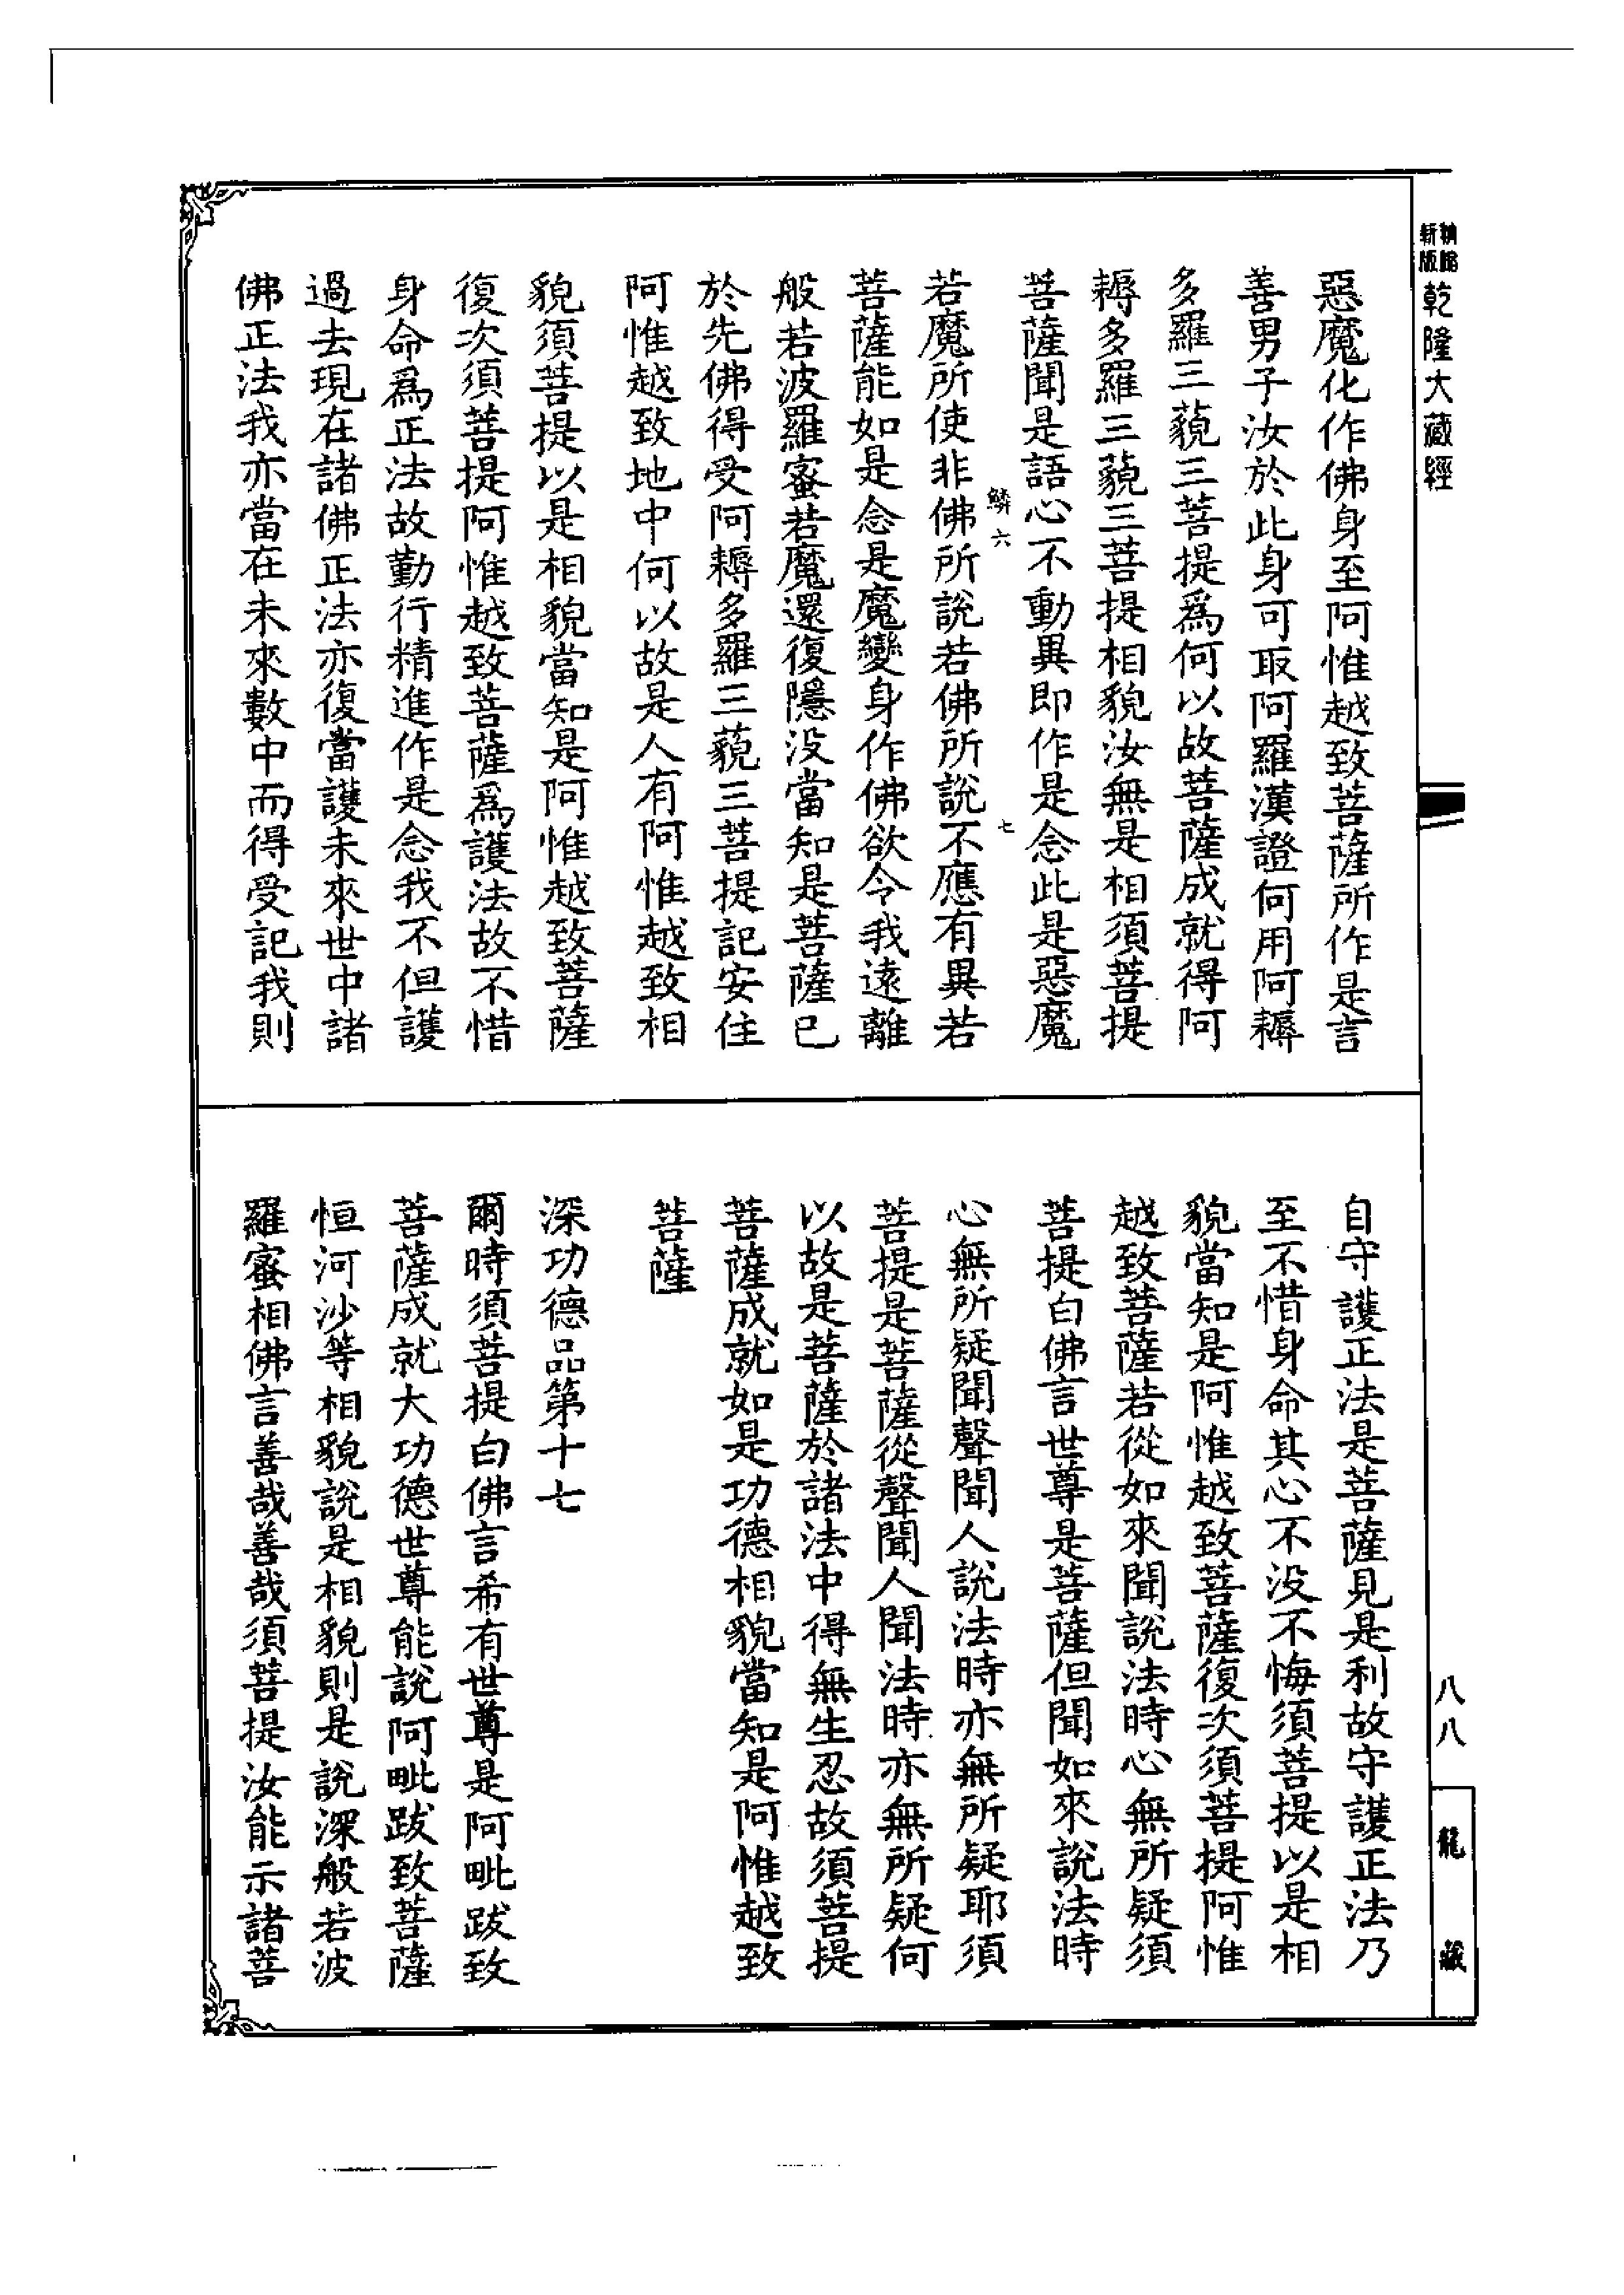 新版
乾隆大藏經
惡魔化作佛身至阿惟越致菩薩所作是言
善男子汝於此身可取阿羅漢證何用阿耨
多羅三藐三菩提為何以故菩薩成就得阿
耨多羅三藐三菩提相貌汝無是相須菩提
菩薩聞是語心不動異即作是念此是惡魔
鱗六
七
若魔所使非佛所說若佛所說不應有異若
菩薩能如是念是魔變身作佛欲令我遠離
般若波羅蜜若魔還復隱没當知是菩薩已
於先佛得受阿耨多羅三藐三菩提記安住
阿惟越致地中何以故是人有阿惟越致相
貌須菩提以是相貌當知是阿惟越致菩薩
復次須菩提阿惟越致菩薩為護法故不惜
身命為正法故勤行精進作是念我不但護
過去現在諸佛正法亦復當護未來世中諸
佛正法我亦當在未來數中而得受記我則
自守護正法是菩薩見是利故守護正法乃
至不惜身命其心不没不悔須菩提以是相
貌當知是阿惟越致菩薩復次須菩提阿惟
越致菩薩若從如來聞說法時心無所疑須
菩提白佛言世尊是菩薩但聞如來說法時
心無所疑聞聲聞人說法時亦無所疑耶須
菩提是菩薩從聲聞人聞法時亦無所疑何
以故是菩薩於諸法中得無生忍故須菩提
菩薩成就如是功德相貌當知是阿惟越致
菩薩
深功德品第十七
爾時須菩提白佛言希有世尊是阿毗跋致
菩薩成就大功德世尊能說阿毗跋致菩薩
恒河沙等相貌說是相貌則是說深般若波
羅蜜相佛言善哉善哉須菩提汝能示諸菩
八八
龍藏